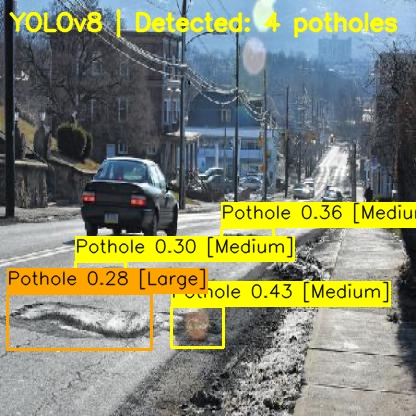 YOLOv8 | Detected: 4 potholes
Pothole 0.36 [Medium
Pothole 0.30 [Medium]
Pothole 0.28 [Large]
Pothole 0.43 [Medium]